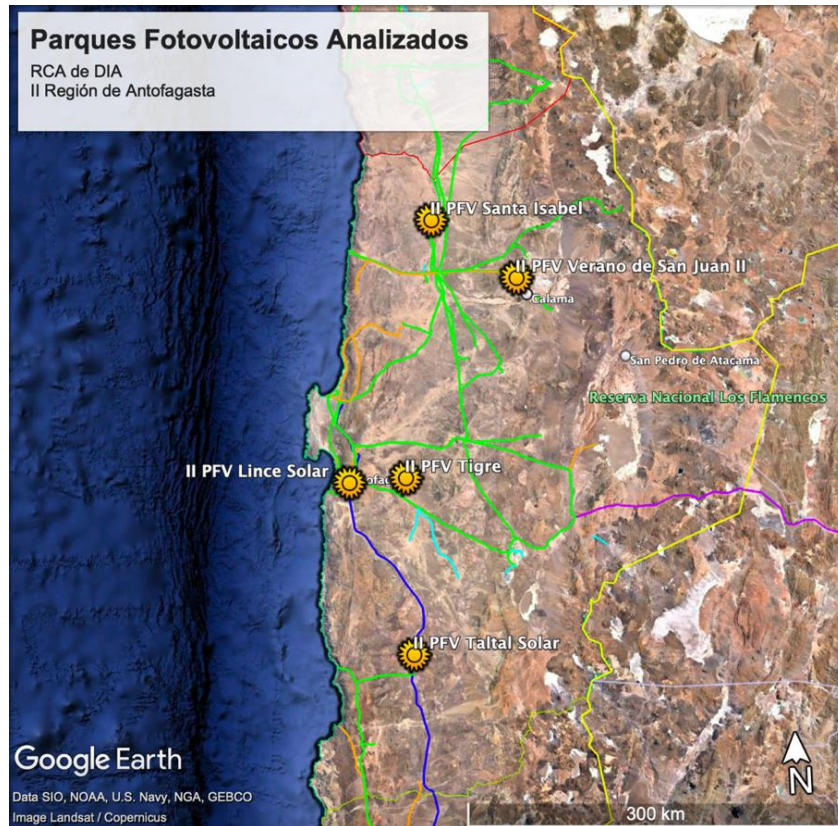 Parques Fotovoltaicos Analizados
RCA de DIA
II Región de Antofagasta
II PFV Santa Isabel
II PFV Verano de San Juan II
Calama
San Pedro de Atacama
Reserva Nacional Los Flamencos
II PFV Lince Solar
II PFV Tigre
II PFV Taltal Solar
Google Earth
N
Data SIO, NOAA, U.S. Navy, NGA, GEBCO
Image Landsat / Copernicus
300 km